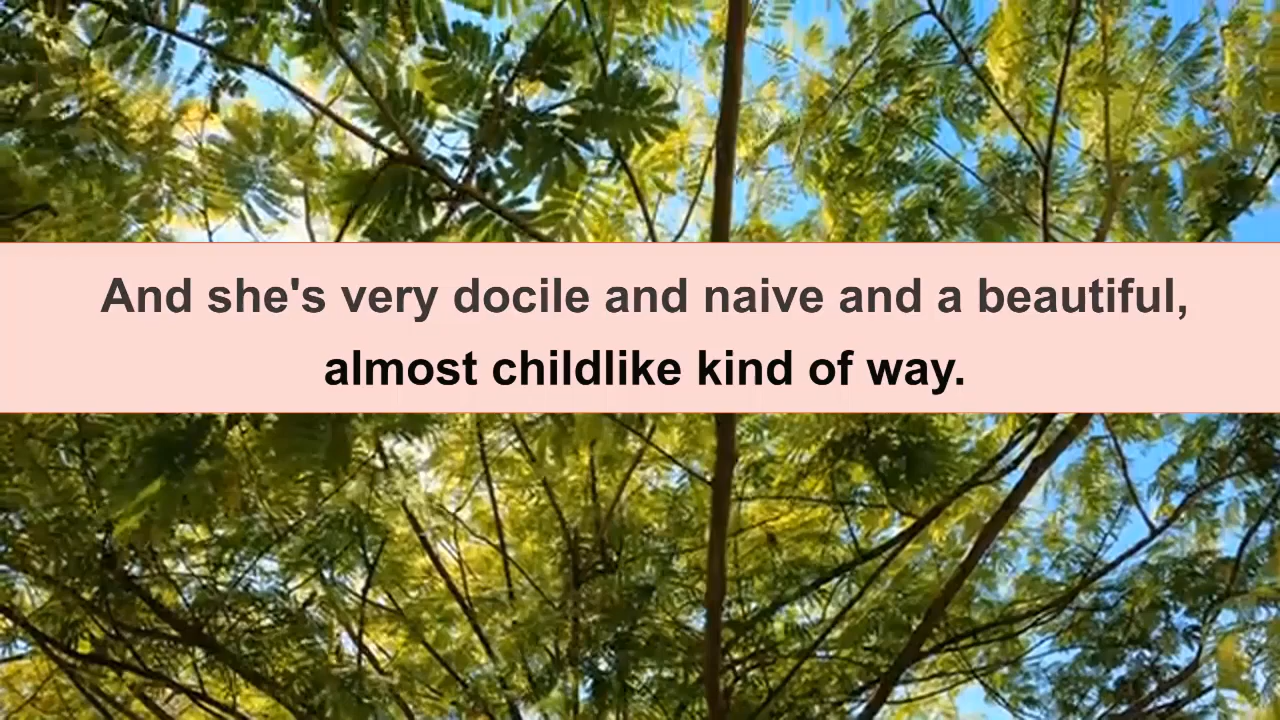 And she's very docile and naive and a beautiful,
almost childlike kind of way.